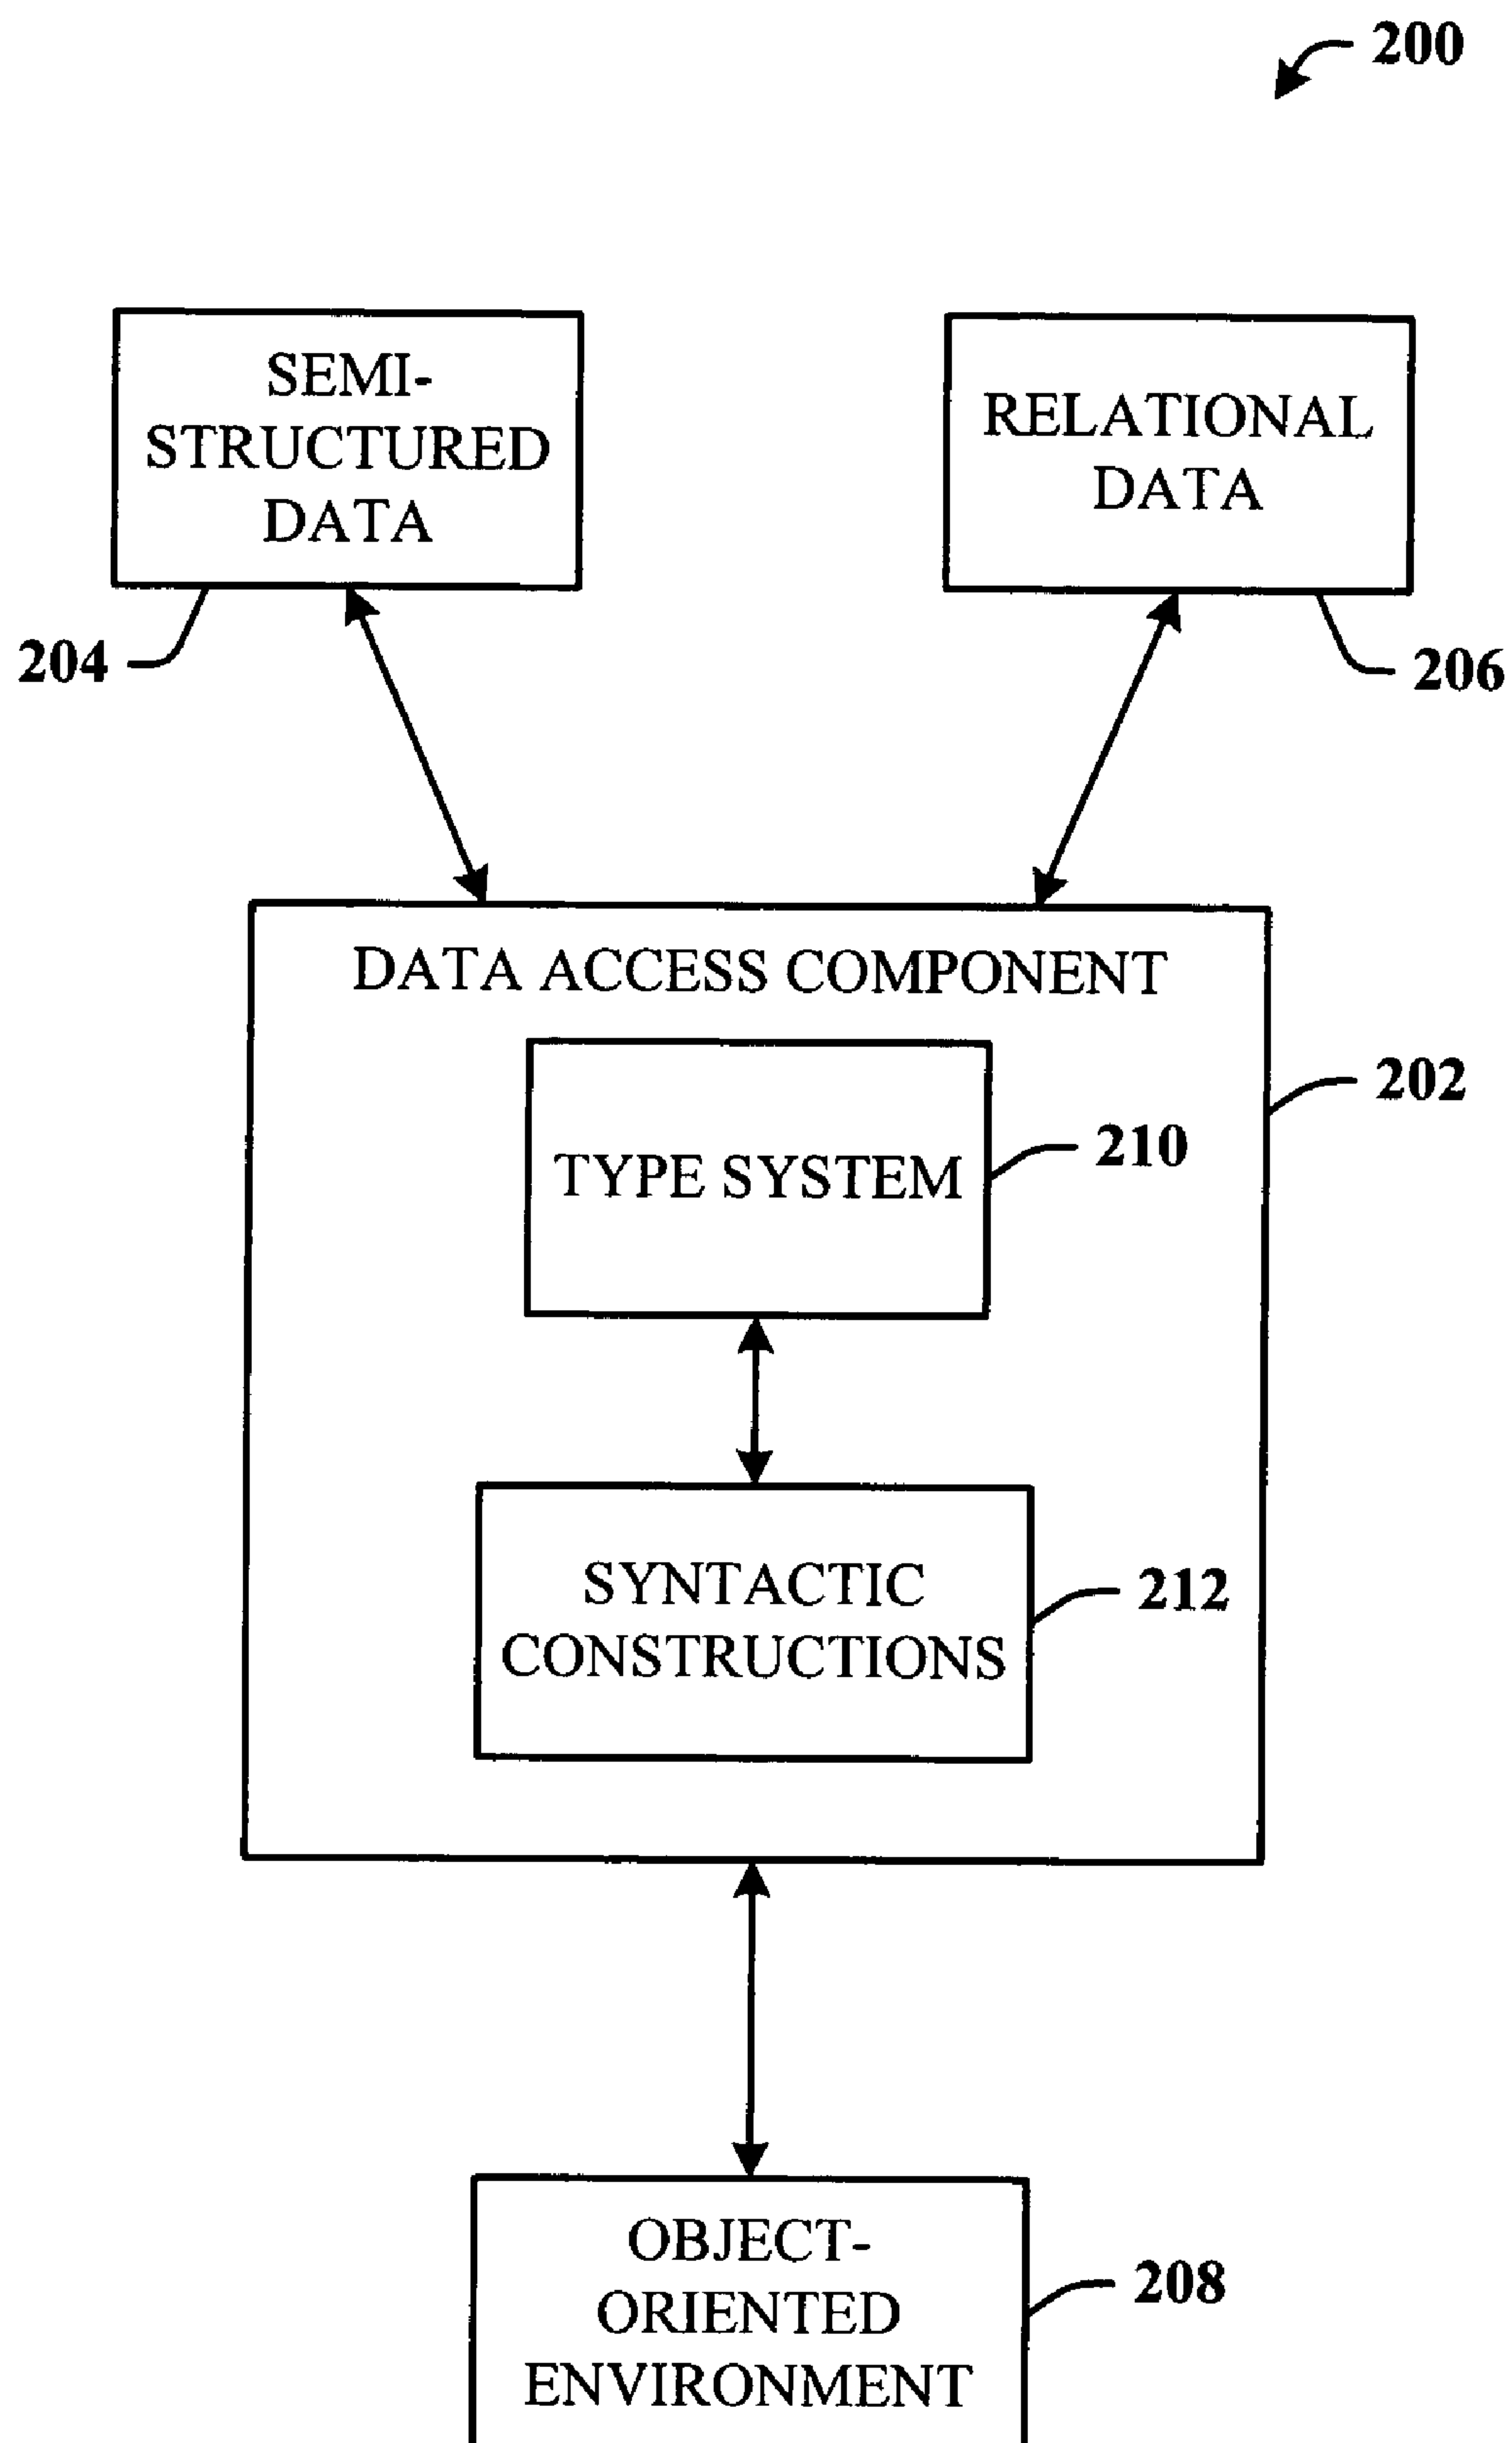 200
SEMI-
STRUCTURED
DATA
RELATIONAL
DATA
204
206
DATA ACCESS COMPONENT
202
TYPE SYSTEM
210
SYNTACTIC
CONSTRUCTIONS
212
OBJECT-
ORIENTED
ENVIRONMENT
208